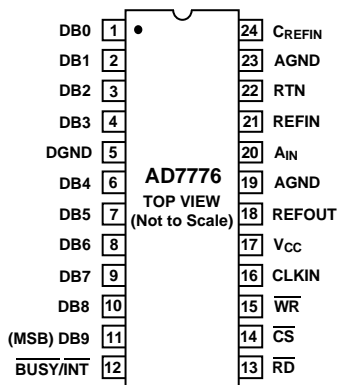 DB0 1 24 CREFIN
DB1 2 23 AGND
DB2 3 22 RTN
DB3 4 21 REFIN
DGND 5 20 AIN
DB4 6 AD7776 19 AGND
TOP VIEW
DB5 7 (Not to Scale) 18 REFOUT
DB6 8 17 VCC
DB7 9 16 CLKIN
DB8 10 15 WR
(MSB) DB9 11 14 CS
BUSY/INT 12 13 RD